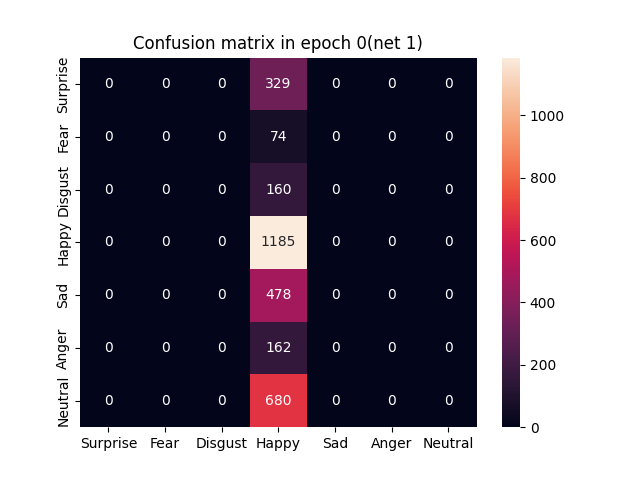 Confusion matrix in epoch 0(net 1)
Surprise 0 0 0 329 0 0 0
Fear 0 0 0 74 0 0 0
Disgust 0 0 0 160 0 0 0
Happy 0 0 0 1185 0 0 0
Sad 0 0 0 478 0 0 0
Anger 0 0 0 162 0 0 0
Neutral 0 0 0 680 0 0 0
Surprise Fear Disgust Happy Sad Anger Neutral
1000
800
600
400
200
0